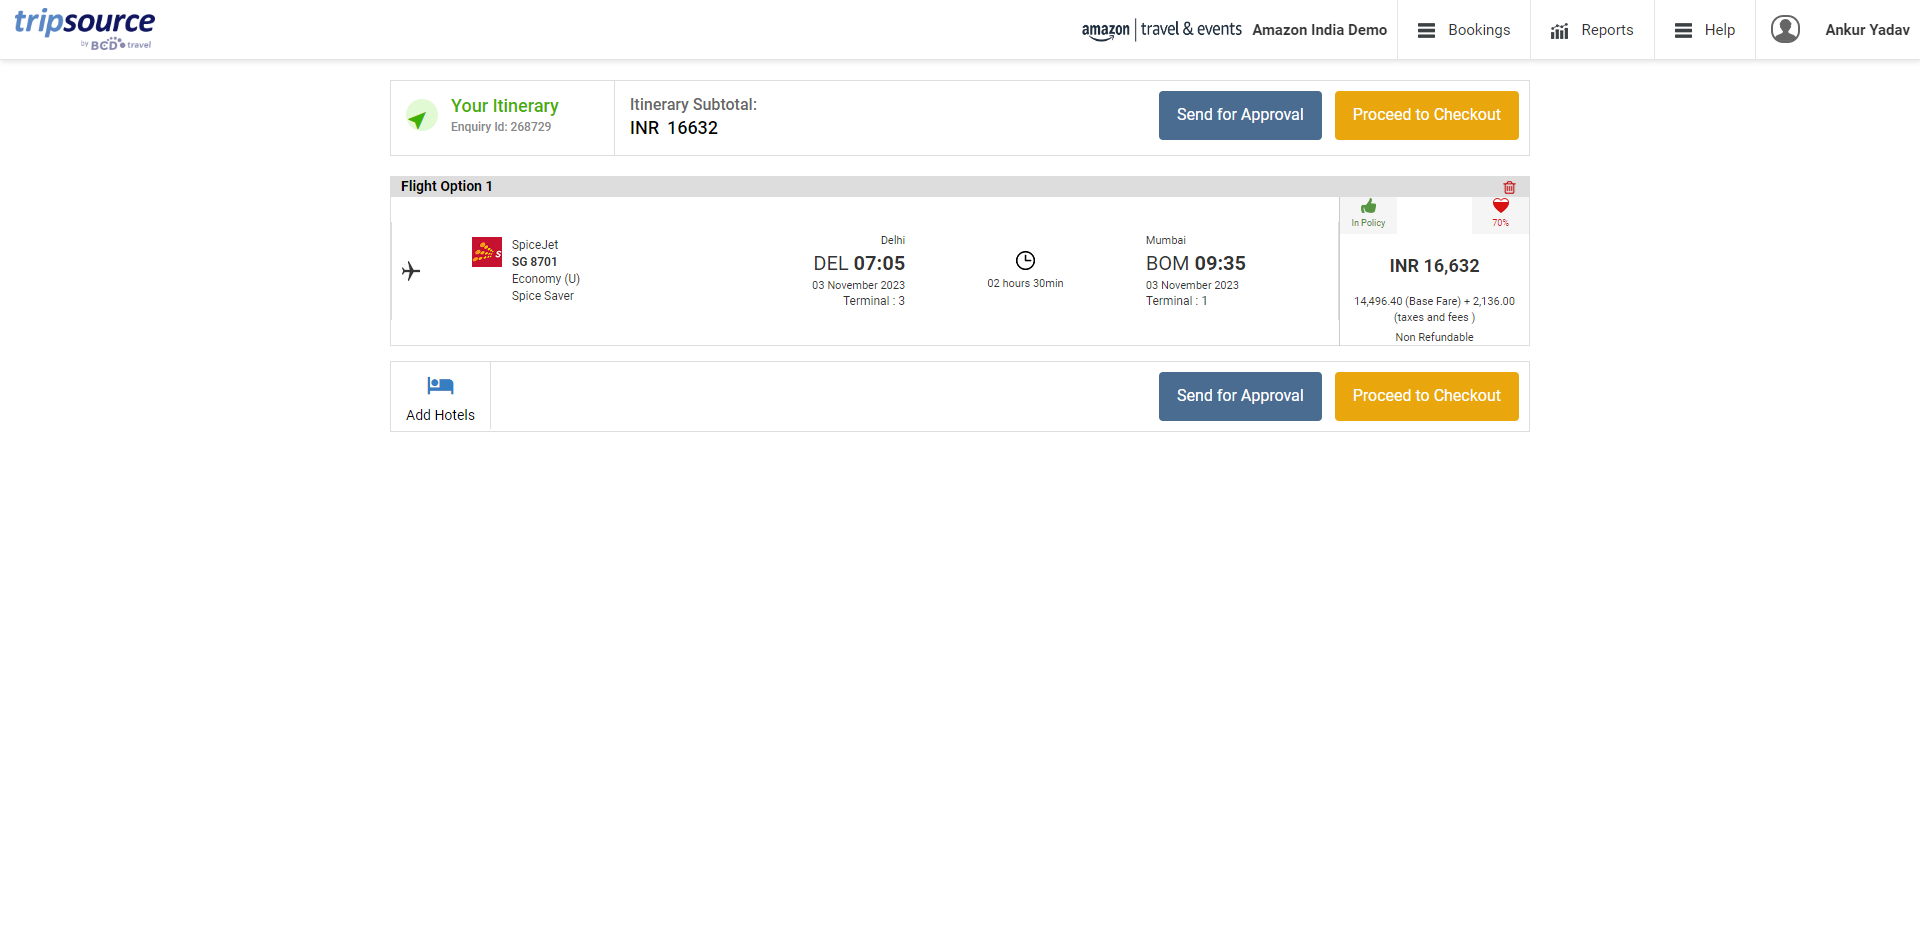 tripsource
by BCD travel
amazon | travel & events Amazon India Demo
Bookings
Reports
Help
Ankur Yadav
Your Itinerary
Enquiry Id: 268729
Itinerary Subtotal:
INR 16632
Send for Approval
Proceed to Checkout
Flight Option 1
SpiceJet
SG 8701
Economy (U)
Spice Saver
Delhi
DEL 07:05
03 November 2023
Terminal : 3
02 hours 30min
Mumbai
BOM 09:35
03 November 2023
Terminal : 1
In Policy
70%
INR 16,632
14,496.40 (Base Fare) + 2,136.00
(taxes and fees )
Non Refundable
Add Hotels
Send for Approval
Proceed to Checkout